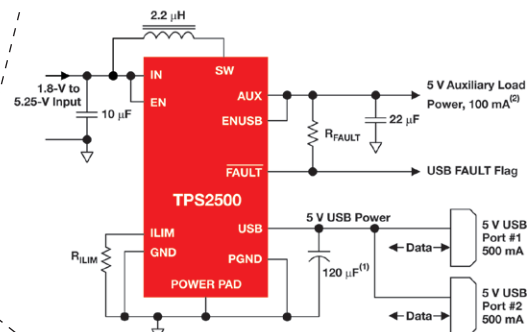 2.2 μH
1.8-V to
5.25-V Input
10 μF
IN
EN
SW
AUX
ENUSB
FAULT
TPS2500
USB
ILIM
GND
PGND
POWER PAD
RILIM
RFAULT
22 μF
5 V Auxiliary Load
Power, 100 mA(2)
USB FAULT Flag
5 V USB Power
120 μF(1)
Data
5 V USB
Port #1
500 mA
Data
5 V USB
Port #2
500 mA